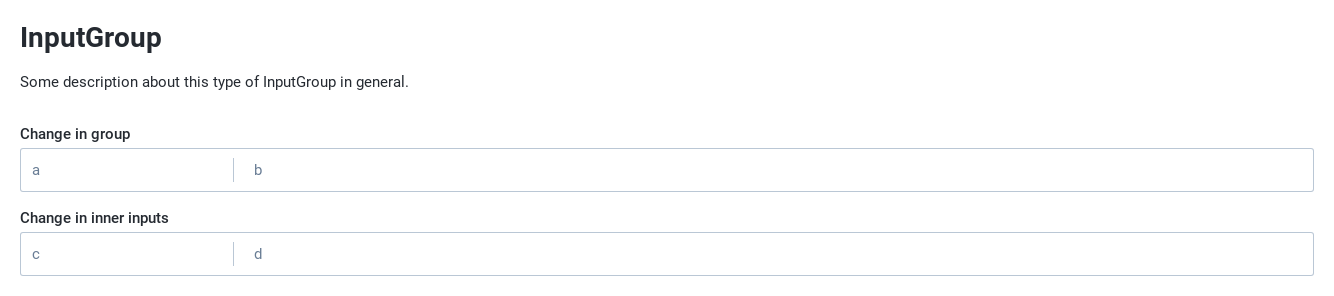 InputGroup
Some description about this type of InputGroup in general.
Change in group
a b
Change in inner inputs
c d